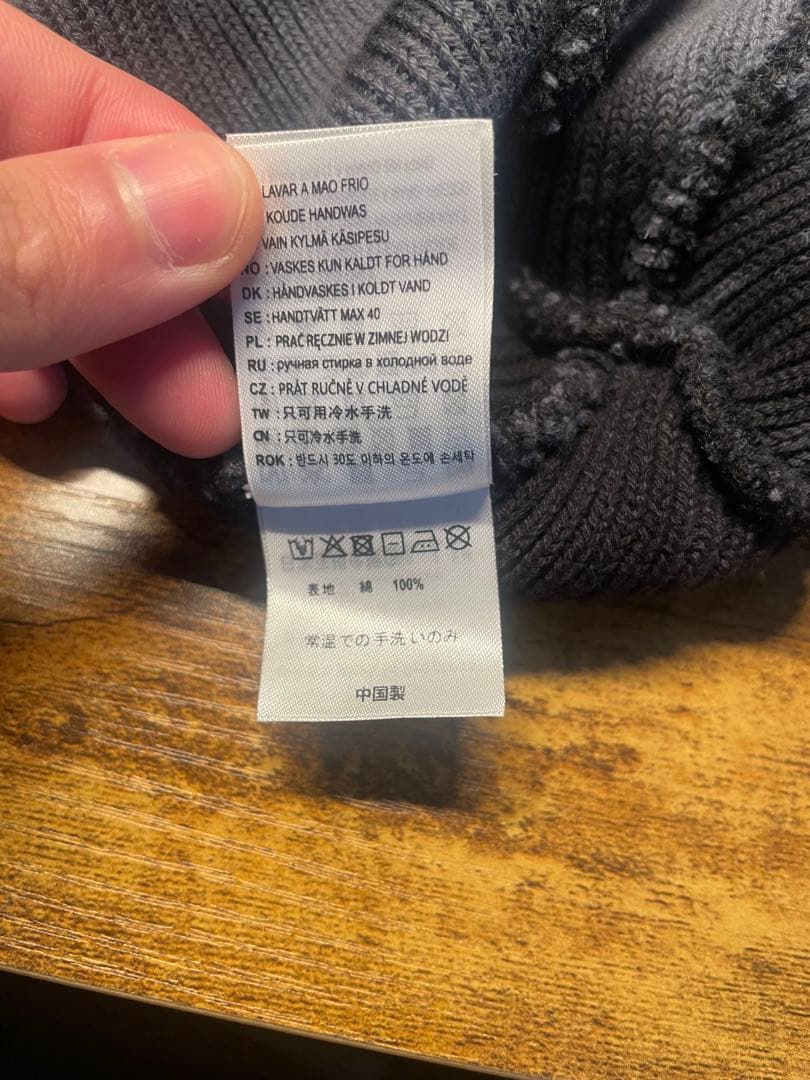 LAVAR A MAO FRIO
KOUDE HANDWAS
VAIN KYLMÄ KÄSIPESU
NO : VASKES KUN KALDT FOR HÅND
DK : HÅNDVASKES I KOLDT VAND
SE : HANDTVÄTT MAX 40
PL : PRAĆ RĘCZNIE W ZIMNEJ WODZI
RU : ручная стирка в холодной воде
CZ : PRÁT RUČNĚ V CHLADNÉ VODĚ
TW : 只可用冷水手洗
CN : 只可冷水手洗
ROK : 반드시 30도 이하의 온도에 손세탁
表地 綿 100%
常温での手洗いのみ
中国製